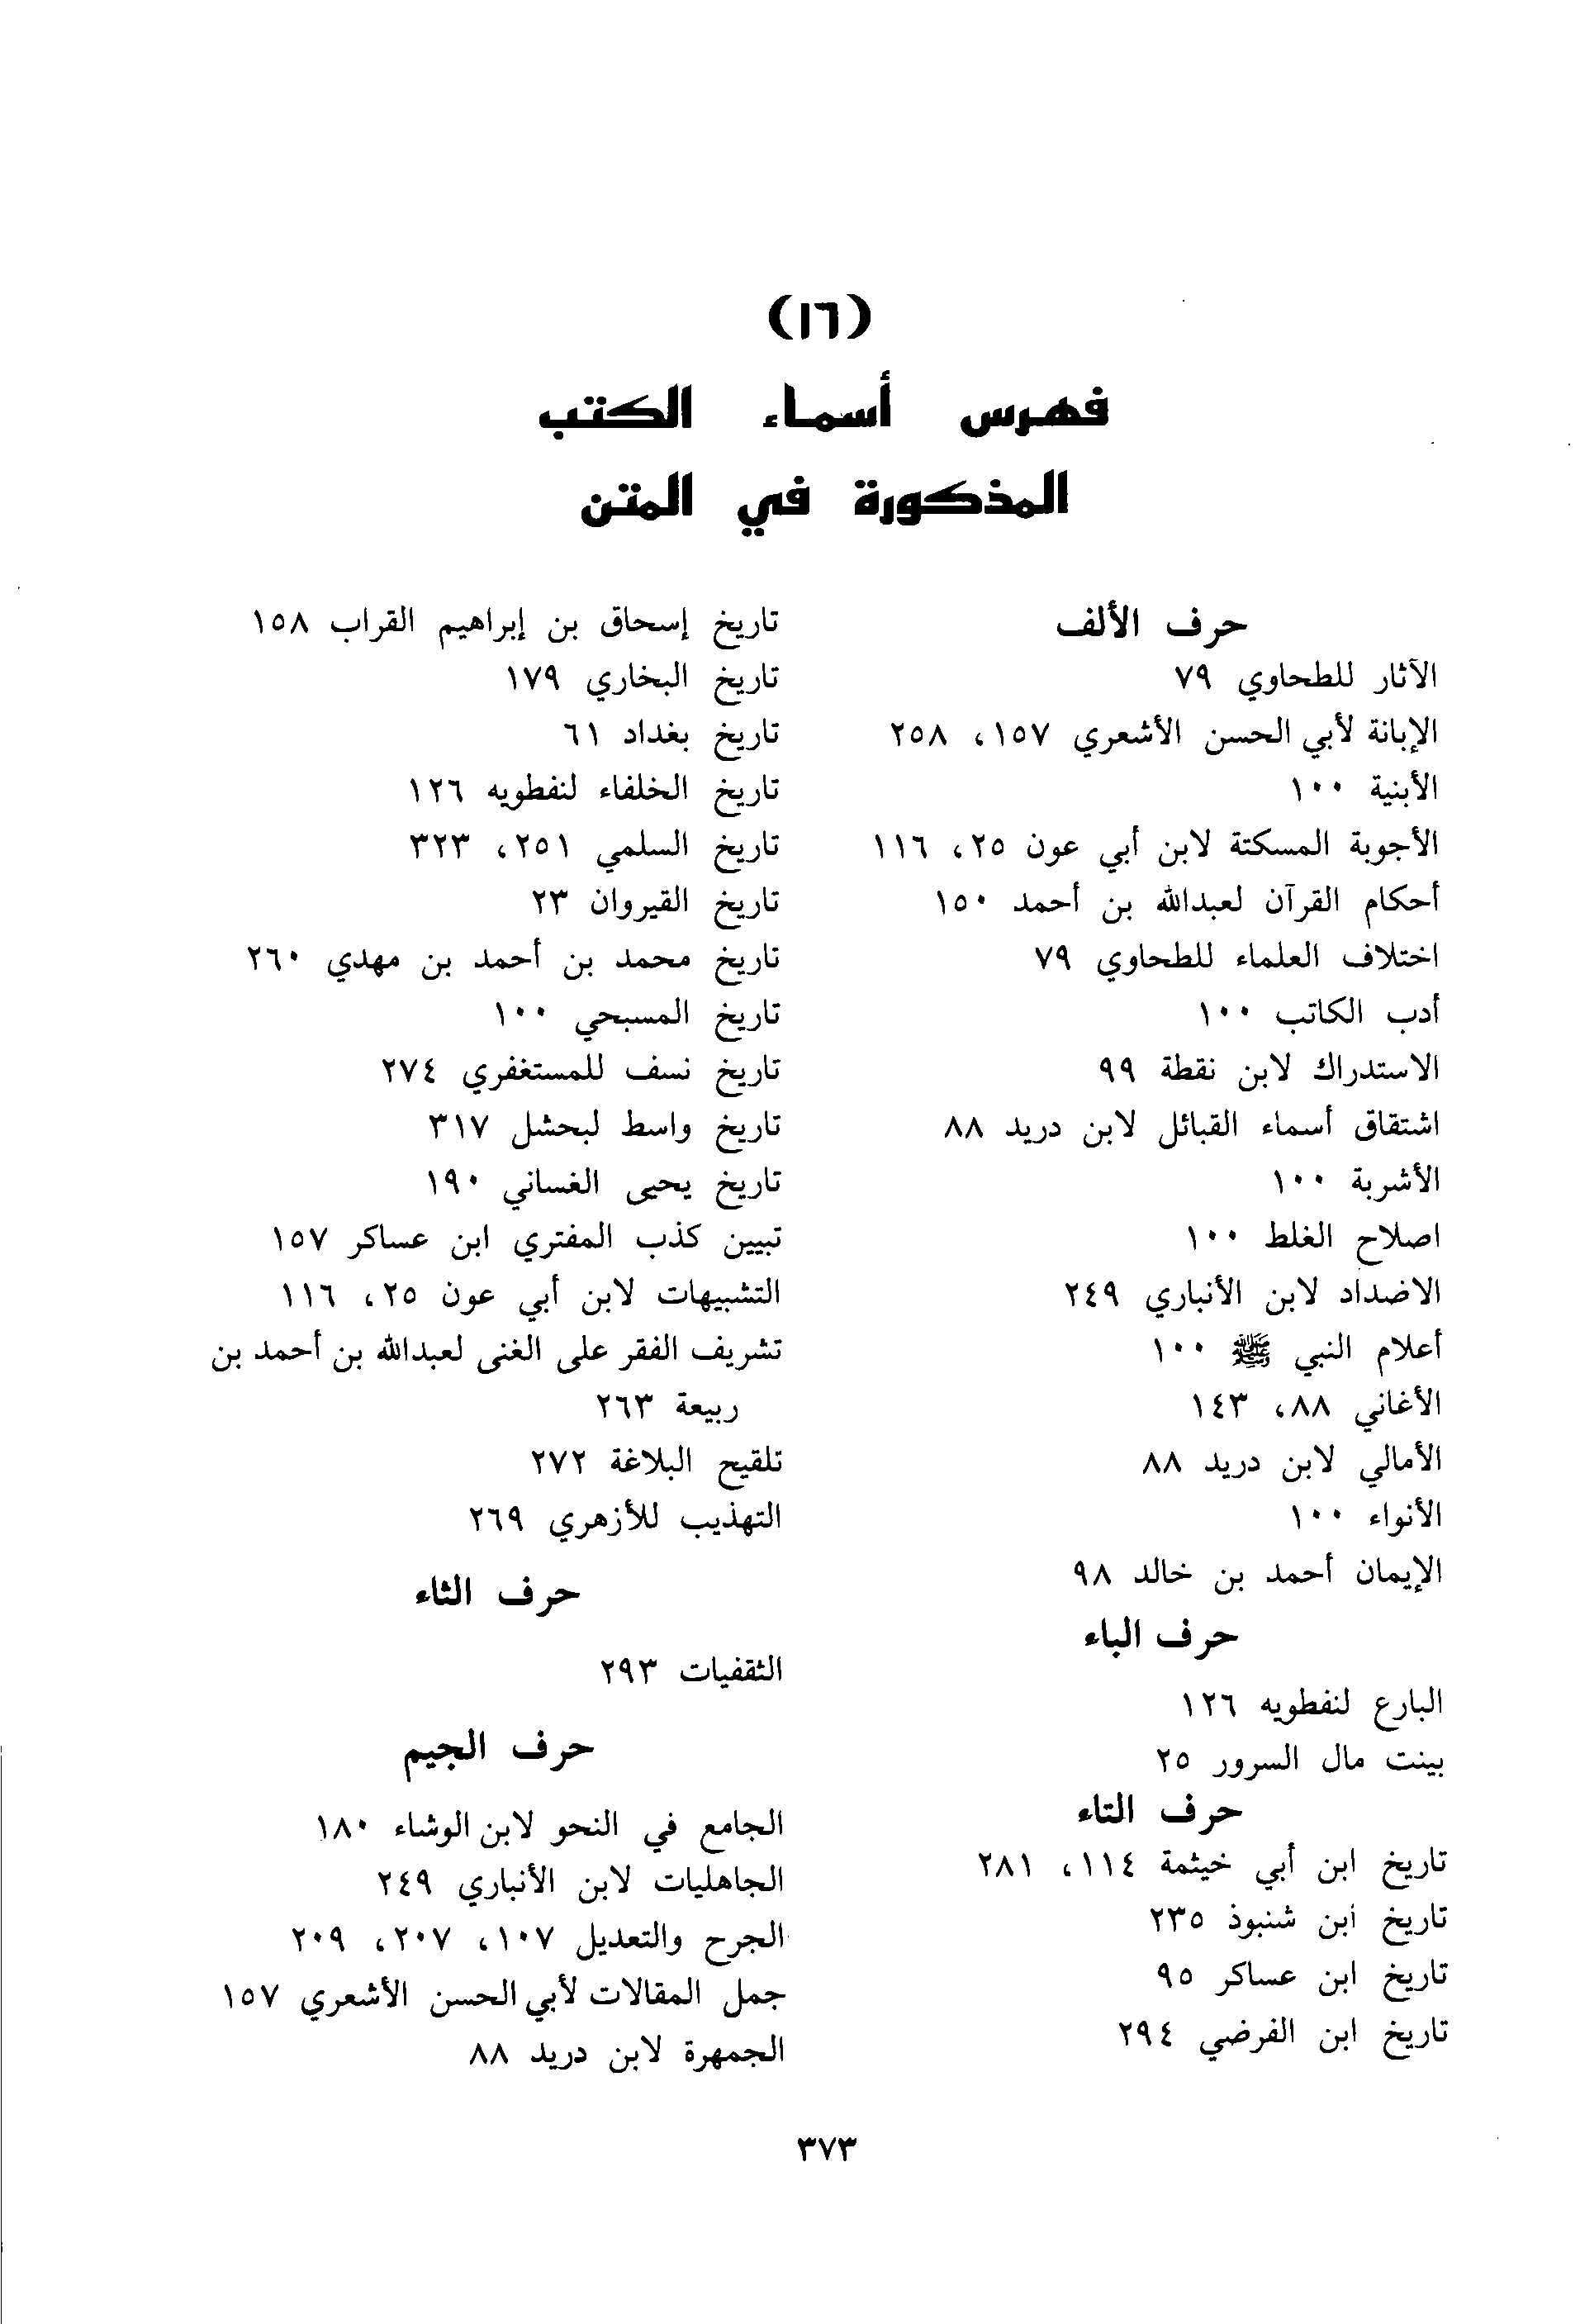 (١٦)
فهرس أسماء الكتب
المذكورة في المتن
حرف الألف
الآثار للطحاوي ٧٩
الإبانة لأبي الحسن الأشعري ١٥٧، ٢٥٨
الأبنية ١٠٠
الأجوبة المسكتة لابن أبي عون ٢٥، ١١٦
أحكام القرآن لعبدالله بن أحمد ١٥٠
اختلاف العلماء للطحاوي ٧٩
أدب الكاتب ١٠٠
الاستدراك لابن نقطة ٩٩
اشتقاق أسماء القبائل لابن دريد ٨٨
الأشربة ١٠٠
اصلاح الغلط ١٠٠
الاضداد لابن الأنباري ٢٤٩
أعلام النبي ﷺ ١٠٠
الأغاني ٨٨، ١٤٣
الأمالي لابن دريد ٨٨
الأنواء ١٠٠
الإيمان أحمد بن خالد ٩٨
حرف الباء
البارع لنفطويه ١٢٦
بينت مال السرور ٢٥
حرف التاء
تاريخ ابن أبي خيثمة ١١٤، ٢٨١
تاريخ ابن شنبوذ ٢٣٥
تاريخ ابن عساكر ٩٥
تاريخ ابن الفرضي ٢٩٤
تاريخ إسحاق بن إبراهيم القراب ١٥٨
تاريخ البخاري ١٧٩
تاريخ بغداد ٦١
تاريخ الخلفاء لنفطويه ١٢٦
تاريخ السلمي ٢٥١، ٣٢٣
تاريخ القيروان ٢٣
تاريخ محمد بن أحمد بن مهدي ٢٦٠
تاريخ المسبحي ١٠٠
تاريخ نسف للمستغفري ٢٧٤
تاريخ واسط لبحشل ٣١٧
تاريخ يحيى الغساني ١٩٠
تبيين كذب المفتري ابن عساكر ١٥٧
التشبيهات لابن أبي عون ٢٥، ١١٦
تشريف الفقر على الغنى لعبدالله بن أحمد بن
ربيعة ٢٦٣
تلقيح البلاغة ٢٧٢
التهذيب للأزهري ٢٦٩
حرف الثاء
الثقفيات ٢٩٣
حرف الجيم
الجامع في النحو لابن الوشاء ١٨٠
الجاهليات لابن الأنباري ٢٤٩
الجرح والتعديل ١٠٧، ٢٠٧، ٢٠٩
جمل المقالات لأبي الحسن الأشعري ١٥٧
الجمهرة لابن دريد ٨٨
٣٧٣